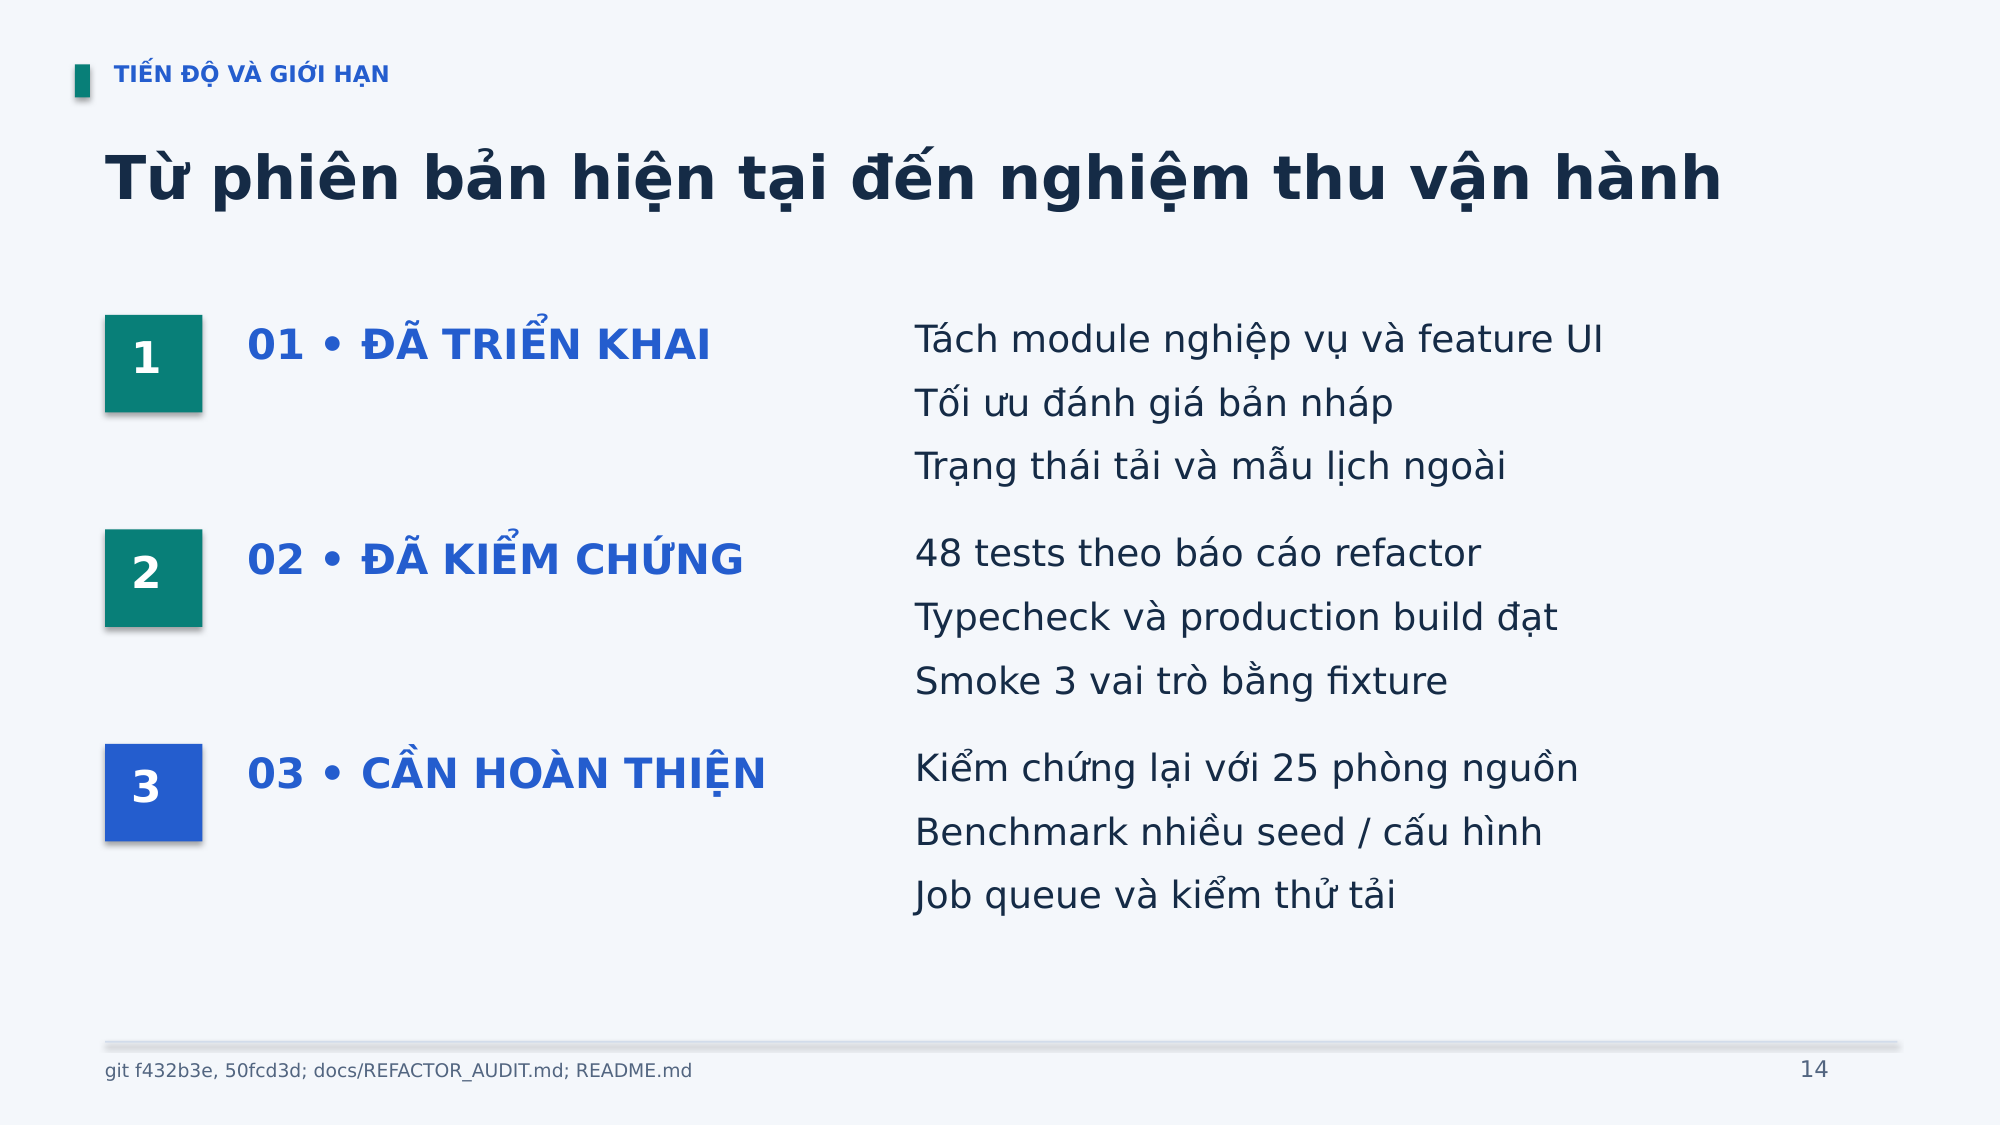 TIẾN ĐỘ VÀ GIỚI HẠN
Từ phiên bản hiện tại đến nghiệm thu vận hành
1
01 • ĐÃ TRIỂN KHAI
Tách module nghiệp vụ và feature UI
Tối ưu đánh giá bản nháp
Trạng thái tải và mẫu lịch ngoài
2
02 • ĐÃ KIỂM CHỨNG
48 tests theo báo cáo refactor
Typecheck và production build đạt
Smoke 3 vai trò bằng fixture
3
03 • CẦN HOÀN THIỆN
Kiểm chứng lại với 25 phòng nguồn
Benchmark nhiều seed / cấu hình
Job queue và kiểm thử tải
git f432b3e, 50fcd3d; docs/REFACTOR_AUDIT.md; README.md
14